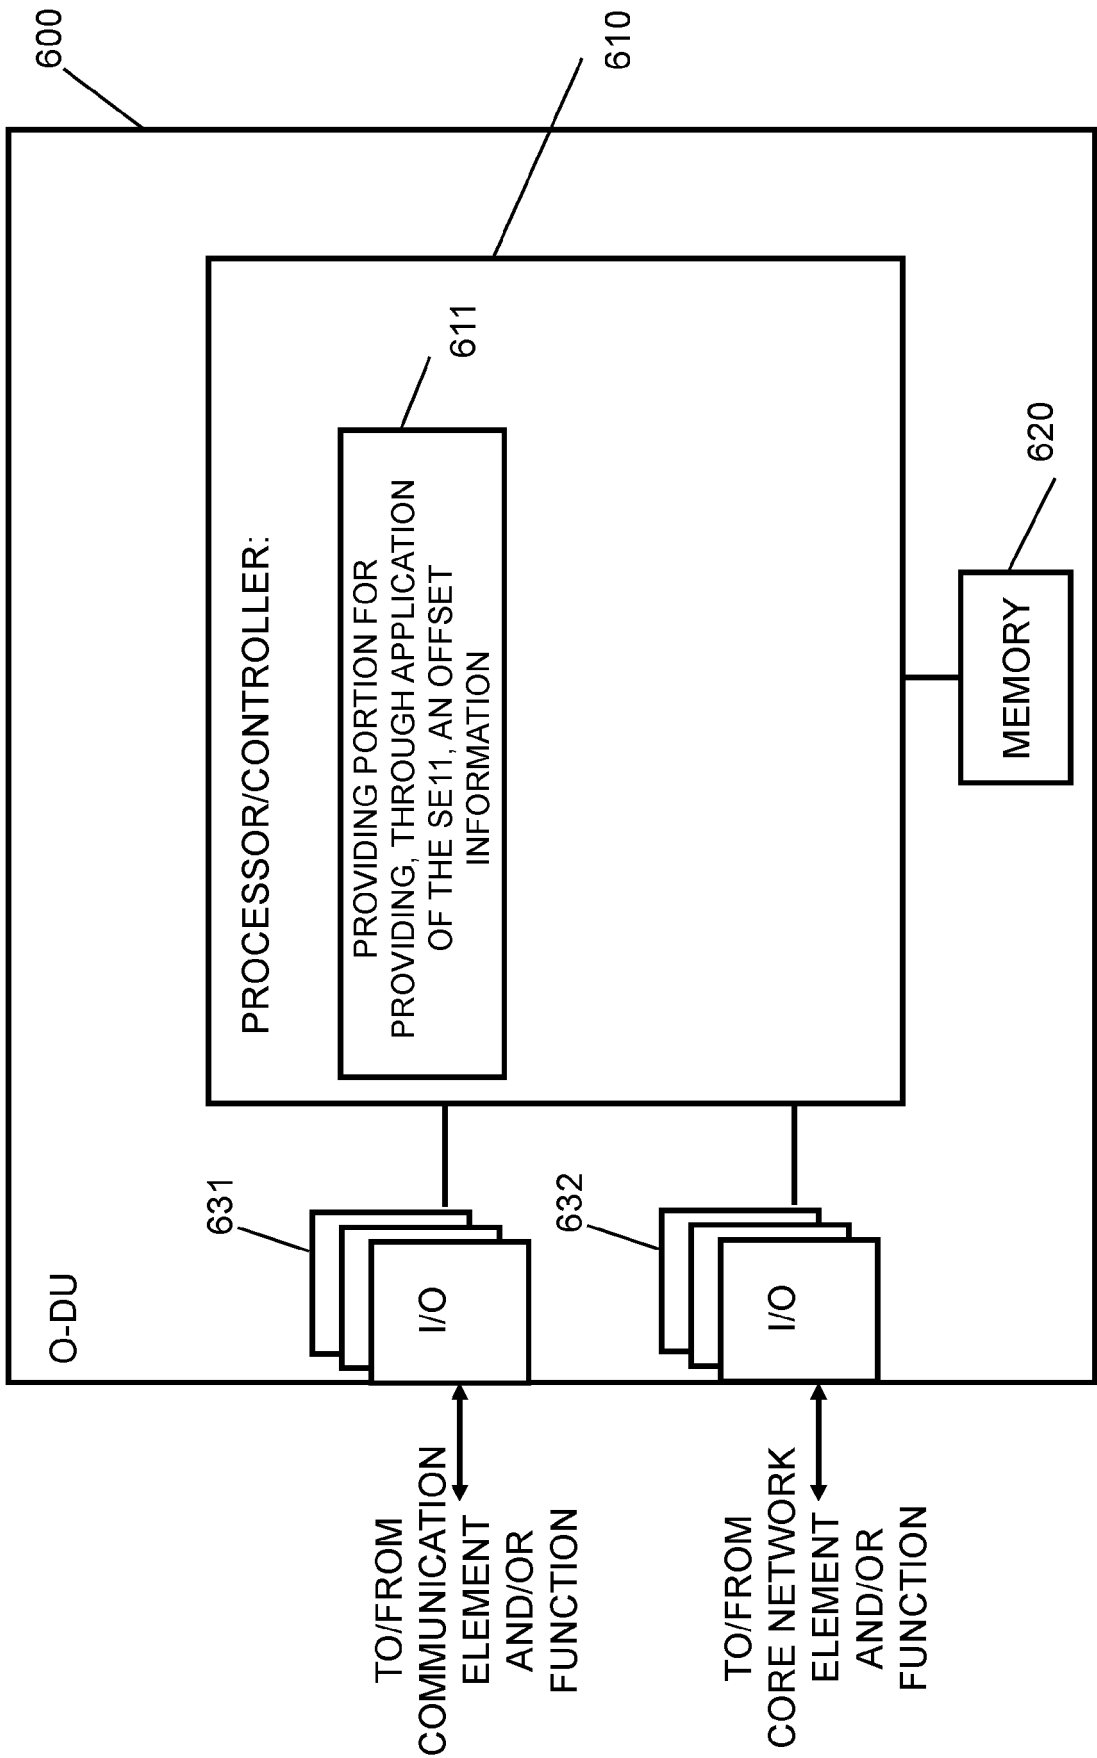 600
O-DU
610
PROCESSOR/CONTROLLER:
611
PROVIDING PORTION FOR
PROVIDING, THROUGH APPLICATION
OF THE SE11, AN OFFSET
INFORMATION
631
I/O
632
I/O
620
MEMORY
TO/FROM
COMMUNICATION
ELEMENT
AND/OR
FUNCTION
TO/FROM
CORE NETWORK
ELEMENT
AND/OR
FUNCTION